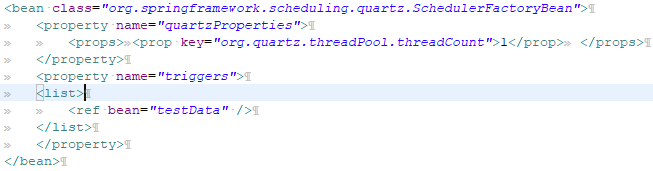 <bean class="org.springframework.scheduling.quartz.SchedulerFactoryBean">¶
»	<property name="quartzProperties">¶
»	»	<props>»<prop key="org.quartz.threadPool.threadCount">1</prop>» </props>¶
»	</property>¶
»	<property name="triggers">¶
»	<list>¶
»	»	<ref bean="testData" />¶
»	</list>¶
»	</property>¶
</bean>¶